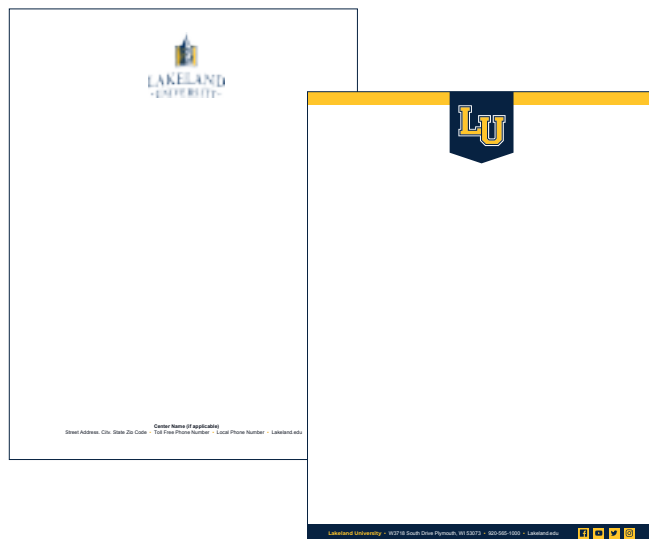 LAKELAND
·UNIVERSITY·
Center Name (if applicable)
Street Address, City, State Zip Code · Toll Free Phone Number · Local Phone Number · Lakeland.edu
LU
Lakeland University • W3718 South Drive Plymouth, WI 53073 • 920-565-1000 • Lakeland.edu